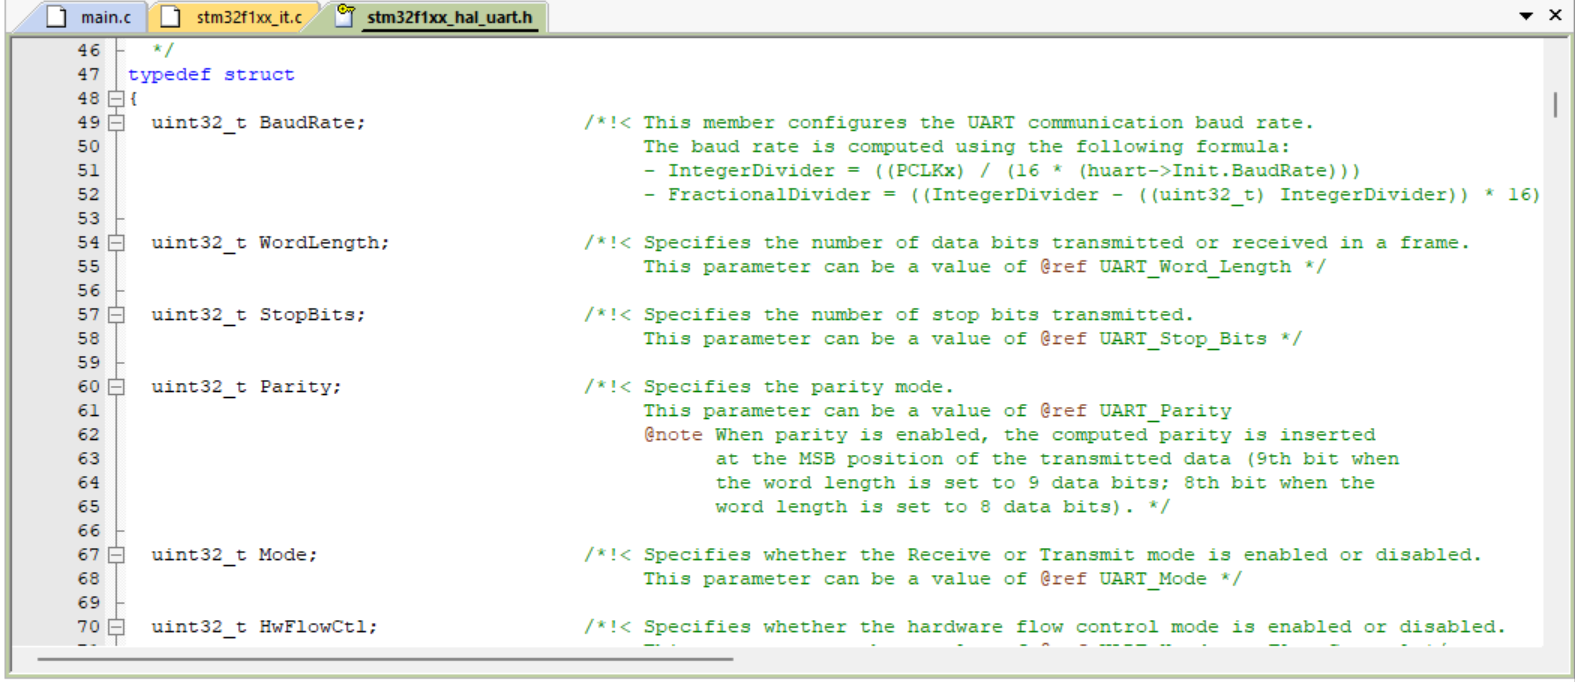 main.c stm32f1xx_it.c stm32f1xx_hal_uart.h
46 */
47 typedef struct
48 {
49 uint32_t BaudRate; /*!< This member configures the UART communication baud rate.
50 The baud rate is computed using the following formula:
51 - IntegerDivider = ((PCLKx) / (16 * (huart->Init.BaudRate)))
52 - FractionalDivider = ((IntegerDivider - ((uint32_t) IntegerDivider)) * 16)
53
54 uint32_t WordLength; /*!< Specifies the number of data bits transmitted or received in a frame.
55 This parameter can be a value of @ref UART_Word_Length */
56
57 uint32_t StopBits; /*!< Specifies the number of stop bits transmitted.
58 This parameter can be a value of @ref UART_Stop_Bits */
59
60 uint32_t Parity; /*!< Specifies the parity mode.
61 This parameter can be a value of @ref UART_Parity
62 @note When parity is enabled, the computed parity is inserted
63 at the MSB position of the transmitted data (9th bit when
64 the word length is set to 9 data bits; 8th bit when the
65 word length is set to 8 data bits). */
66
67 uint32_t Mode; /*!< Specifies whether the Receive or Transmit mode is enabled or disabled.
68 This parameter can be a value of @ref UART_Mode */
69
70 uint32_t HwFlowCtl; /*!< Specifies whether the hardware flow control mode is enabled or disabled.